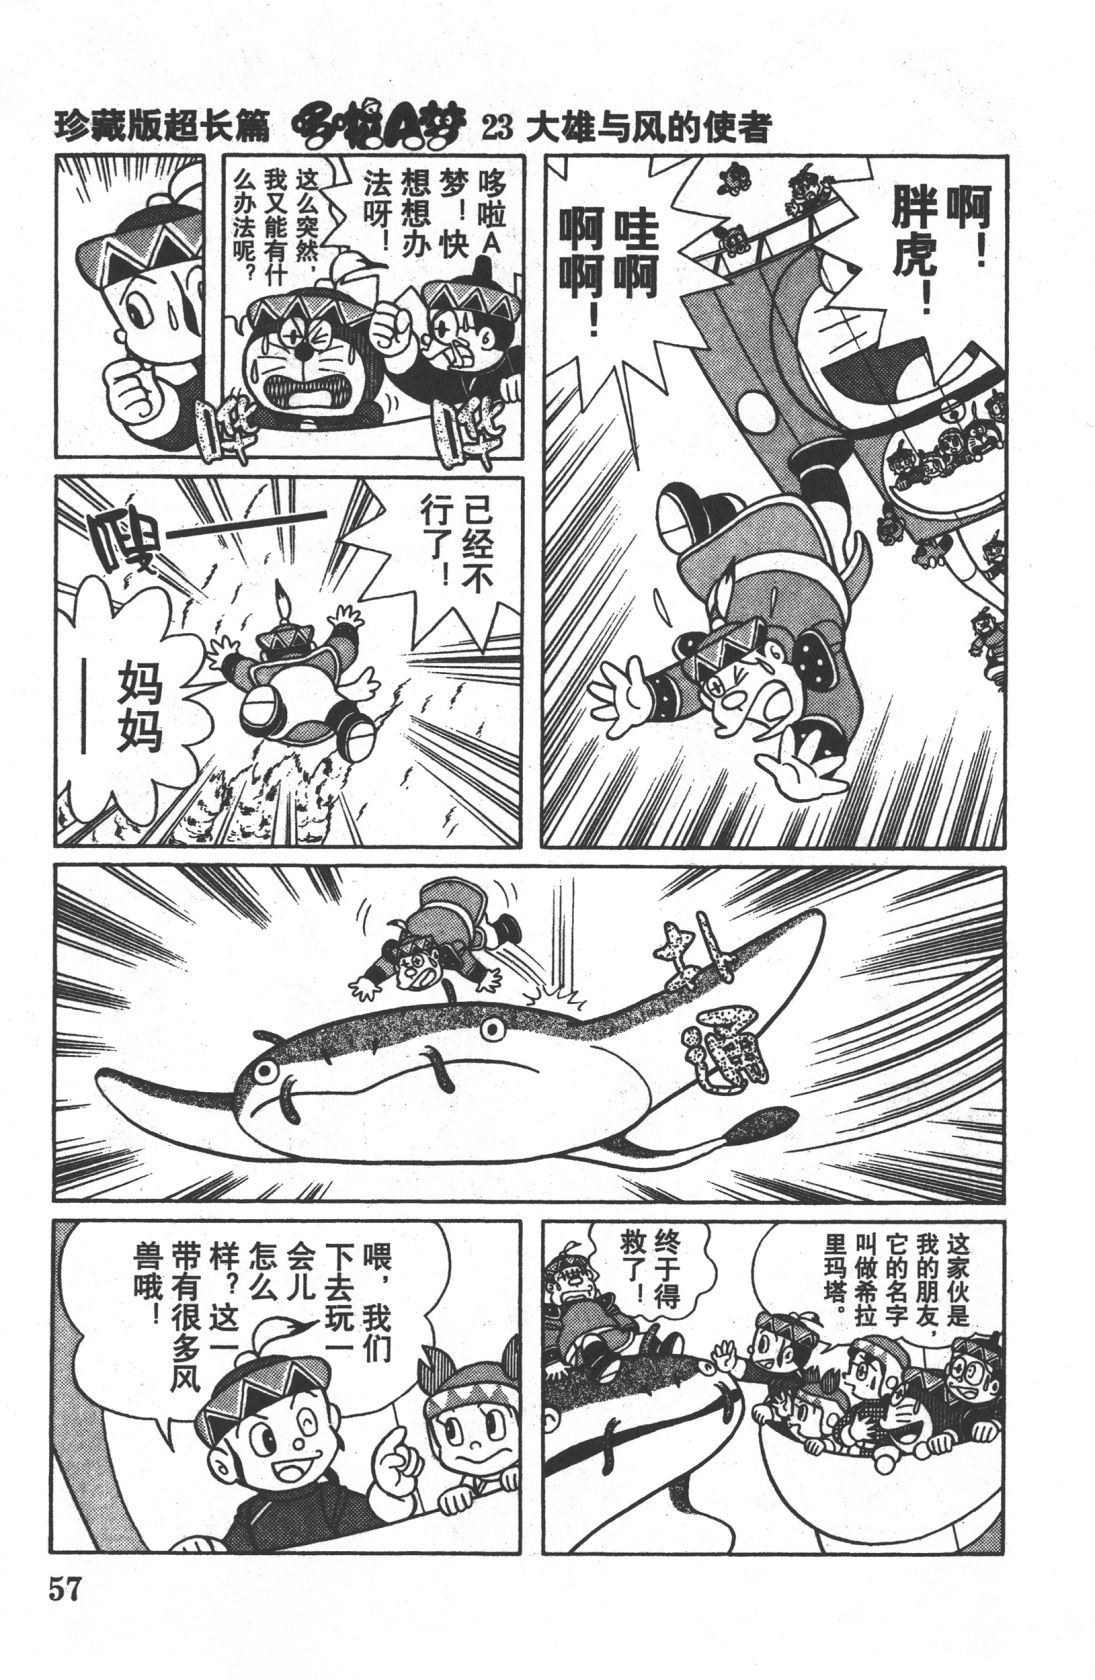 珍藏版超长篇 哆啦A梦 23 大雄与风的使者
啊！
胖虎！
哇啊
啊啊！
哆啦A
梦！快
想想办
法呀！
这么突然，
我又能有什
么办法呢？
哗
哗
已经不
行了！
嗖——
妈妈
——
这家伙是
我的朋友，
它的名字
叫做希拉
里玛塔。
终于得
救了！
喂，我们
下去玩一
会儿
怎么
样？这一
带有很多风
兽哦！
57